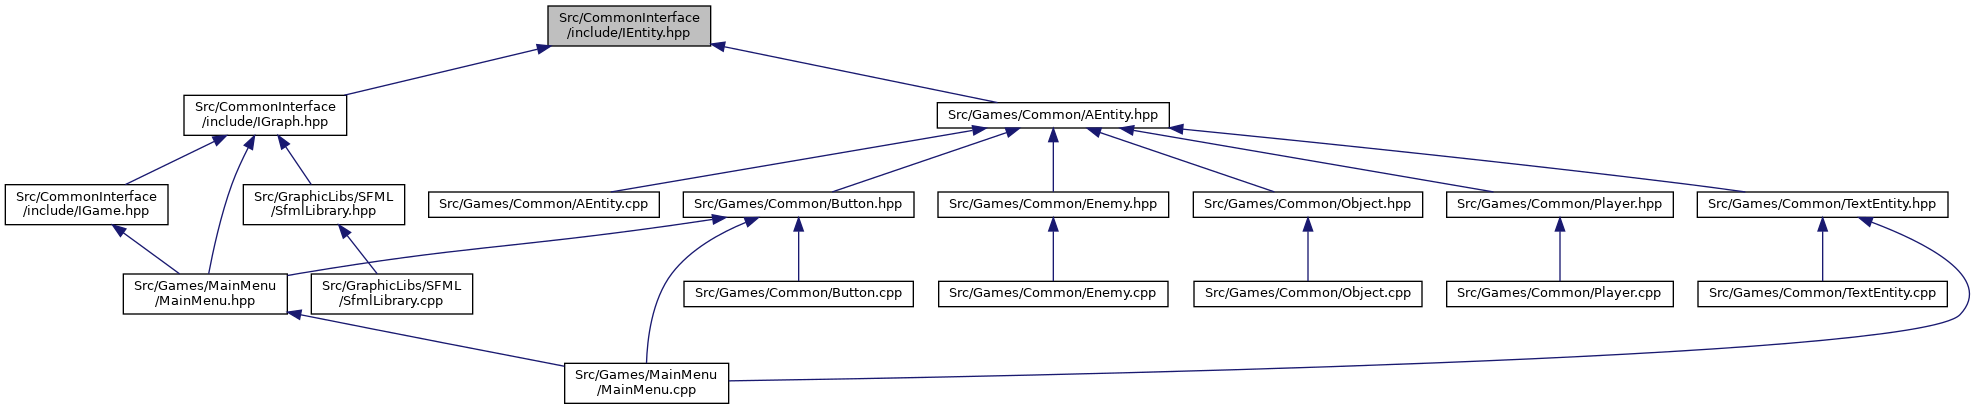 Src/CommonInterface
/include/IEntity.hpp
Src/CommonInterface
/include/IGraph.hpp
Src/Games/Common/AEntity.hpp
Src/CommonInterface
/include/IGame.hpp
Src/GraphicLibs/SFML
/SfmlLibrary.hpp
Src/Games/Common/AEntity.cpp
Src/Games/Common/Button.hpp
Src/Games/Common/Enemy.hpp
Src/Games/Common/Object.hpp
Src/Games/Common/Player.hpp
Src/Games/Common/TextEntity.hpp
Src/Games/MainMenu
/MainMenu.hpp
Src/GraphicLibs/SFML
/SfmlLibrary.cpp
Src/Games/Common/Button.cpp
Src/Games/Common/Enemy.cpp
Src/Games/Common/Object.cpp
Src/Games/Common/Player.cpp
Src/Games/Common/TextEntity.cpp
Src/Games/MainMenu
/MainMenu.cpp